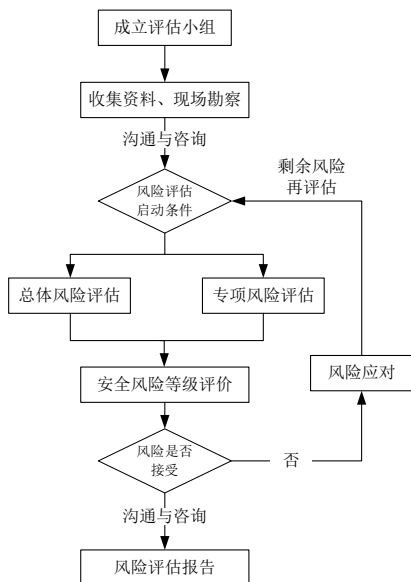 成立评估小组
收集资料、现场勘察
沟通与咨询
剩余风险
再评估
风险评估
启动条件
总体风险评估
专项风险评估
安全风险等级评价
风险应对
风险是否
接受
否
沟通与咨询
风险评估报告